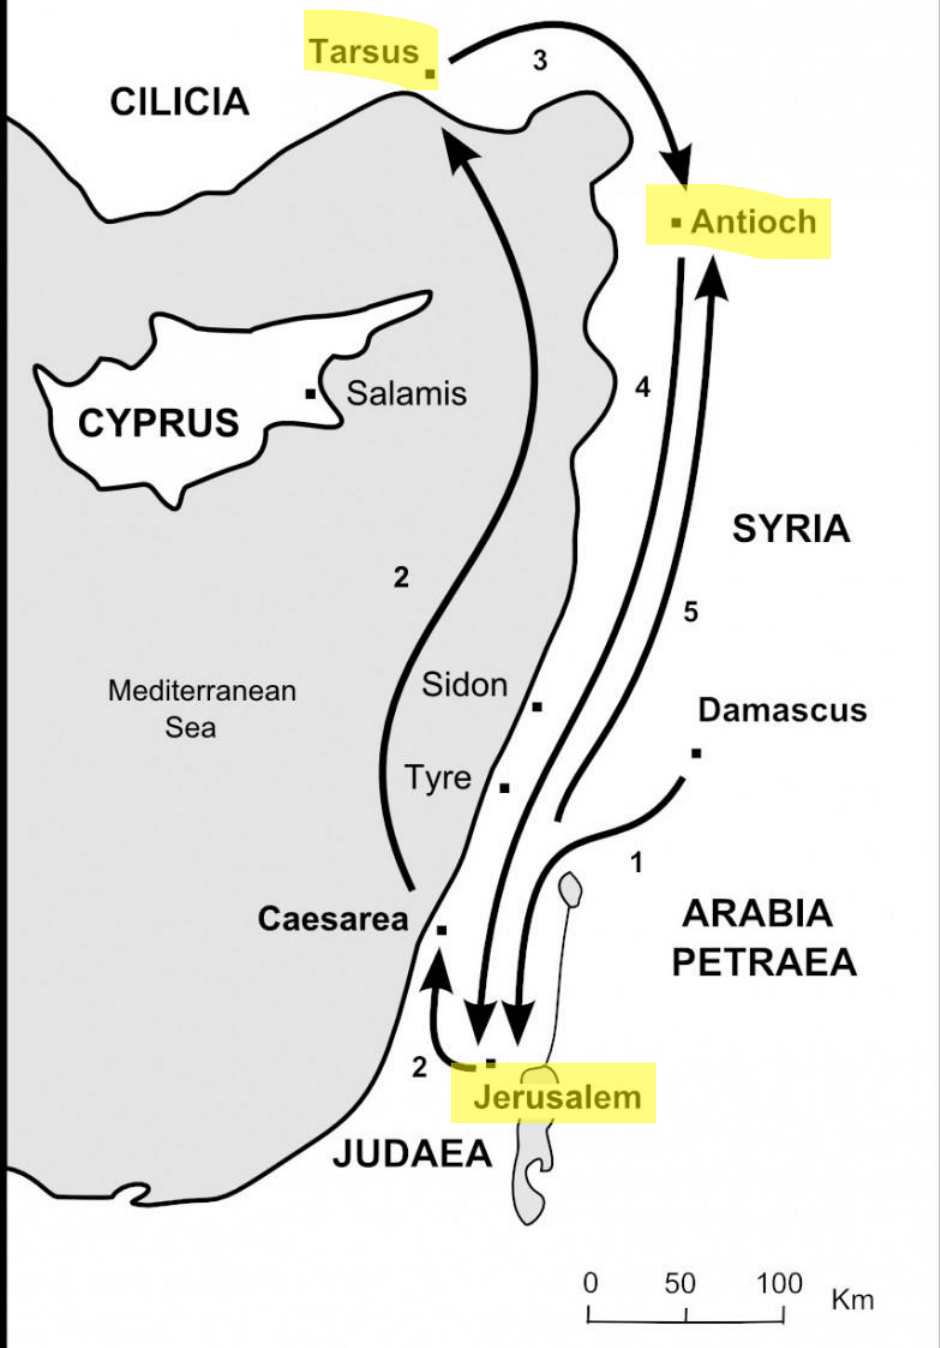 Tarsus
3
CILICIA
Antioch
4
Salamis
CYPRUS
SYRIA
2
5
Sidon
Mediterranean
Sea
Damascus
Tyre
1
Caesarea
ARABIA
PETRAEA
2
Jerusalem
JUDAEA
0 50 100
Km